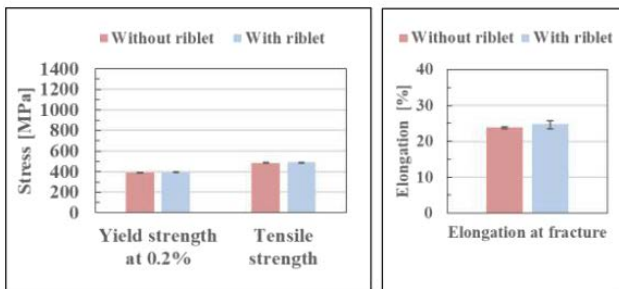 Without riblet With riblet
Stress [MPa]
1400
1200
1000
800
600
400
200
0
Yield strength
at 0.2%
Tensile
strength
Without riblet With riblet
Elongation [%]
40
30
20
10
0
Elongation at fracture